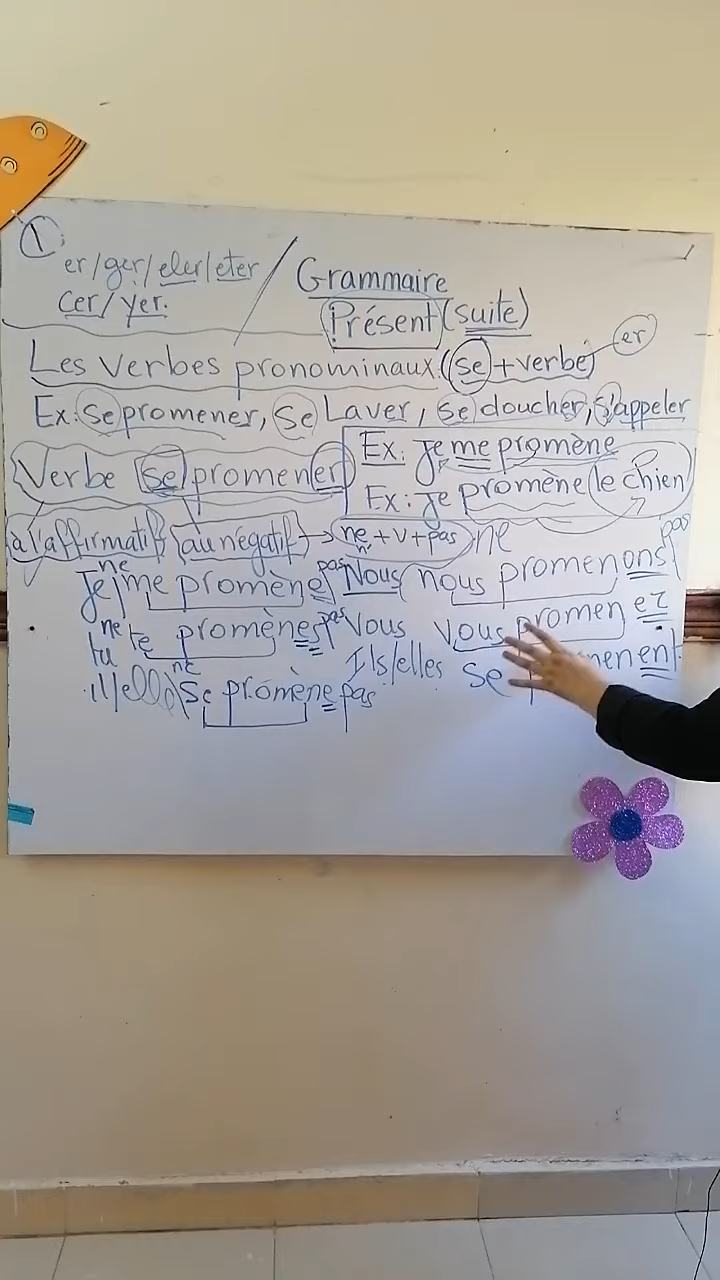 1
er/ger/eler/eter
cer/yer.
Grammaire
Présent (suite)
Les verbes pronominaux (se + verbe) er
Ex: se promener, se Laver, se doucher, s'appeler
Verbe se promener
Ex: je me promène
Ex: je promène le chien
à l'affirmatif au négatif → ne + v + pas
n'
Je ne me promène pas
tu ne te promènes pas
il/elle ne se promène pas
Nous ne nous promenons pas
Vous vous promenez
Ils/elles se menent